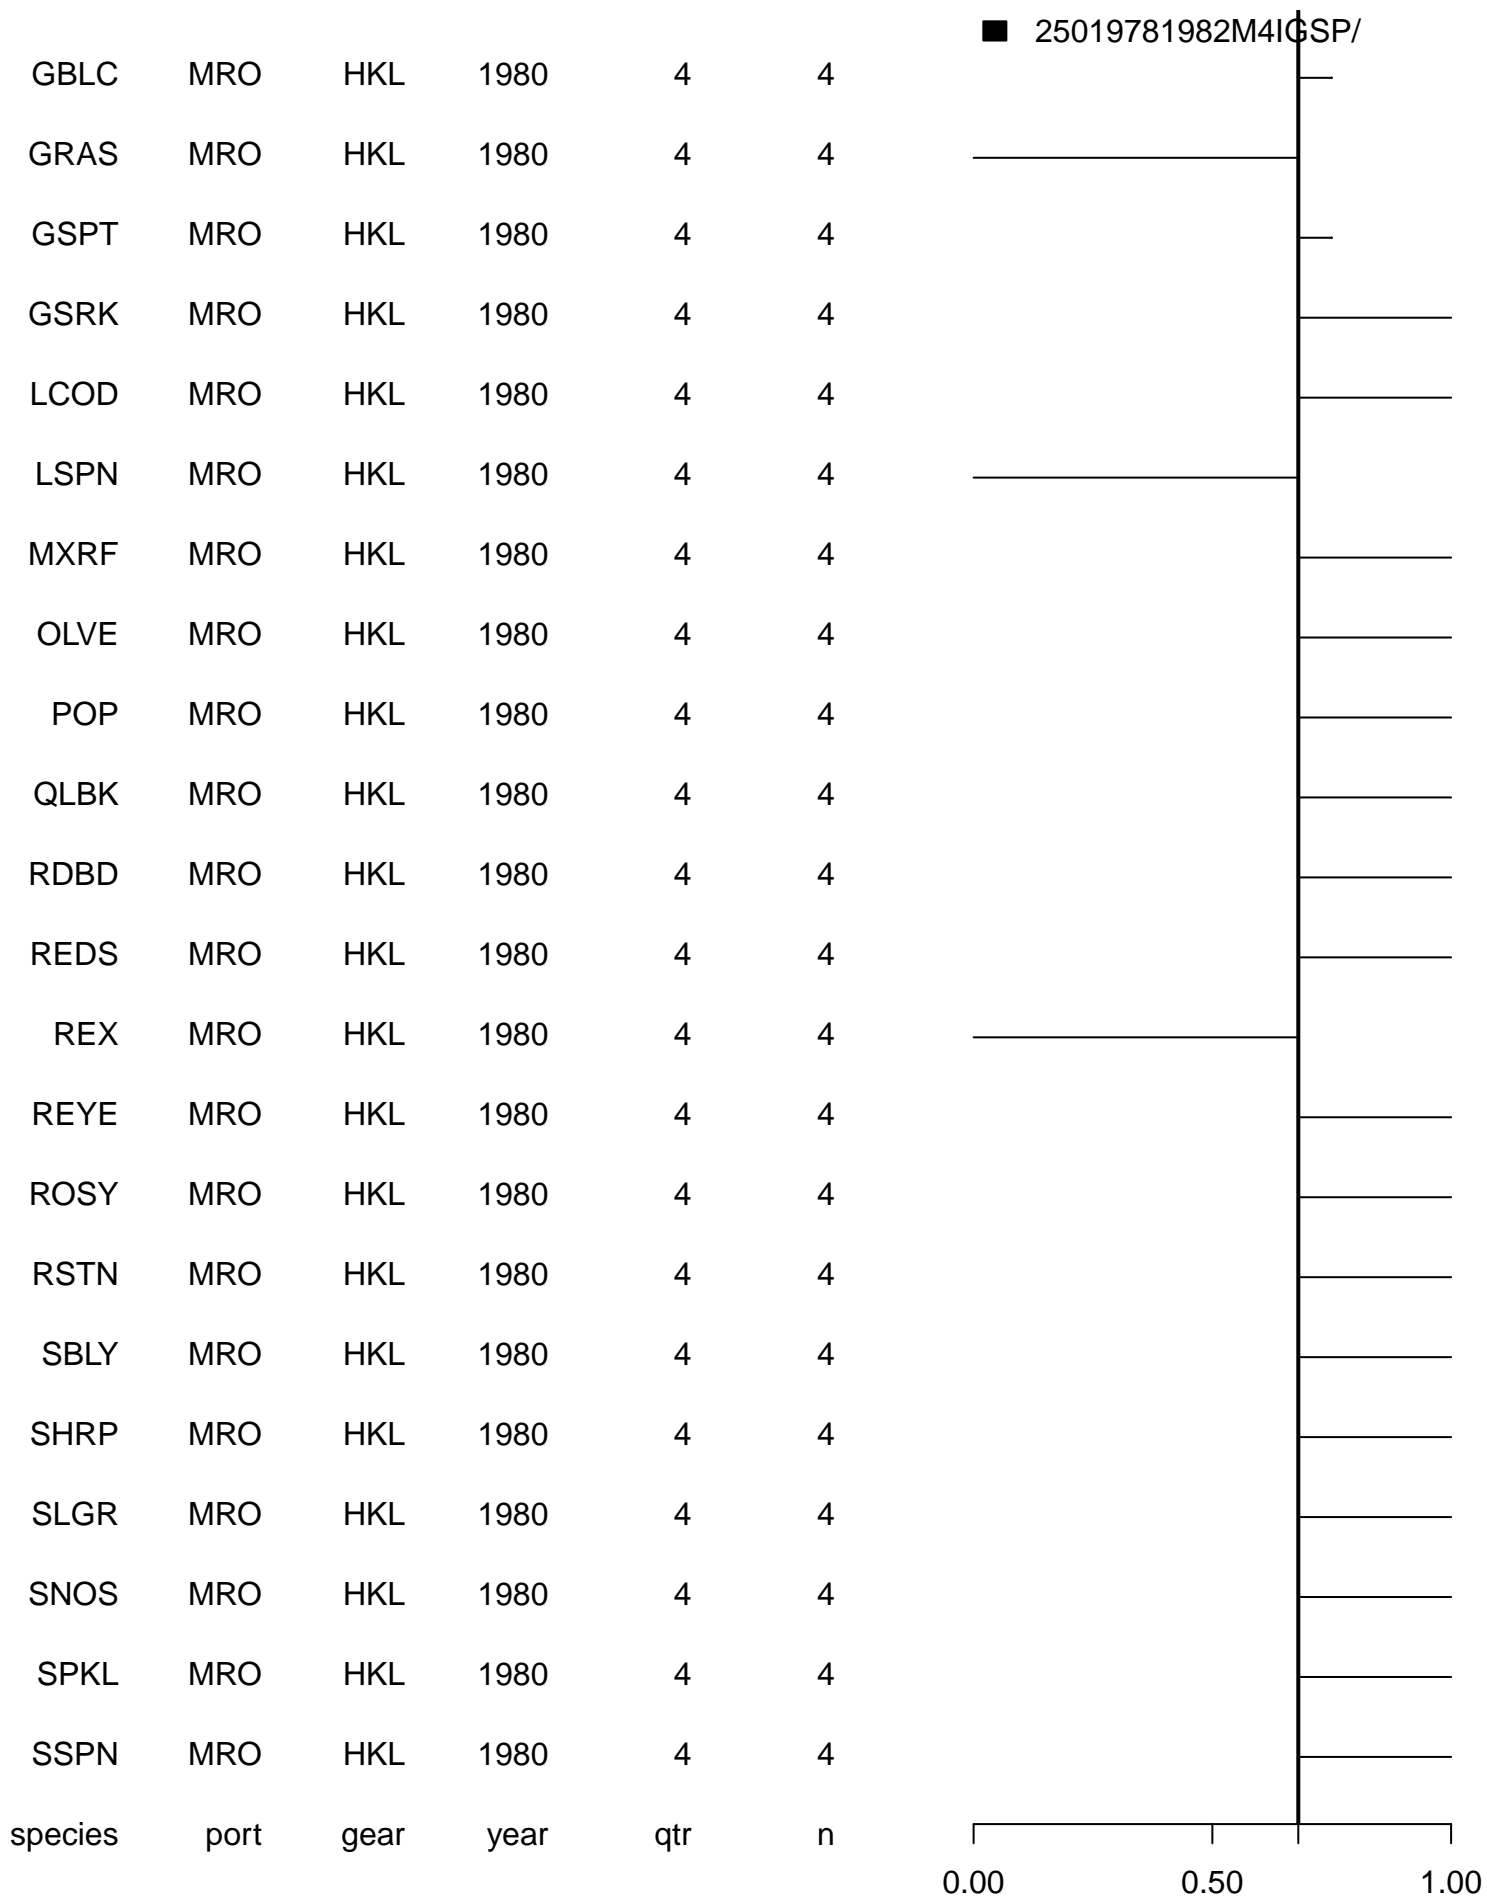 25019781982M4IGSP/
GBLC MRO HKL 1980 4 4
GRAS MRO HKL 1980 4 4
GSPT MRO HKL 1980 4 4
GSRK MRO HKL 1980 4 4
LCOD MRO HKL 1980 4 4
LSPN MRO HKL 1980 4 4
MXRF MRO HKL 1980 4 4
OLVE MRO HKL 1980 4 4
POP MRO HKL 1980 4 4
QLBK MRO HKL 1980 4 4
RDBD MRO HKL 1980 4 4
REDS MRO HKL 1980 4 4
REX MRO HKL 1980 4 4
REYE MRO HKL 1980 4 4
ROSY MRO HKL 1980 4 4
RSTN MRO HKL 1980 4 4
SBLY MRO HKL 1980 4 4
SHRP MRO HKL 1980 4 4
SLGR MRO HKL 1980 4 4
SNOS MRO HKL 1980 4 4
SPKL MRO HKL 1980 4 4
SSPN MRO HKL 1980 4 4
species port gear year qtr n
0.00 0.50 1.00